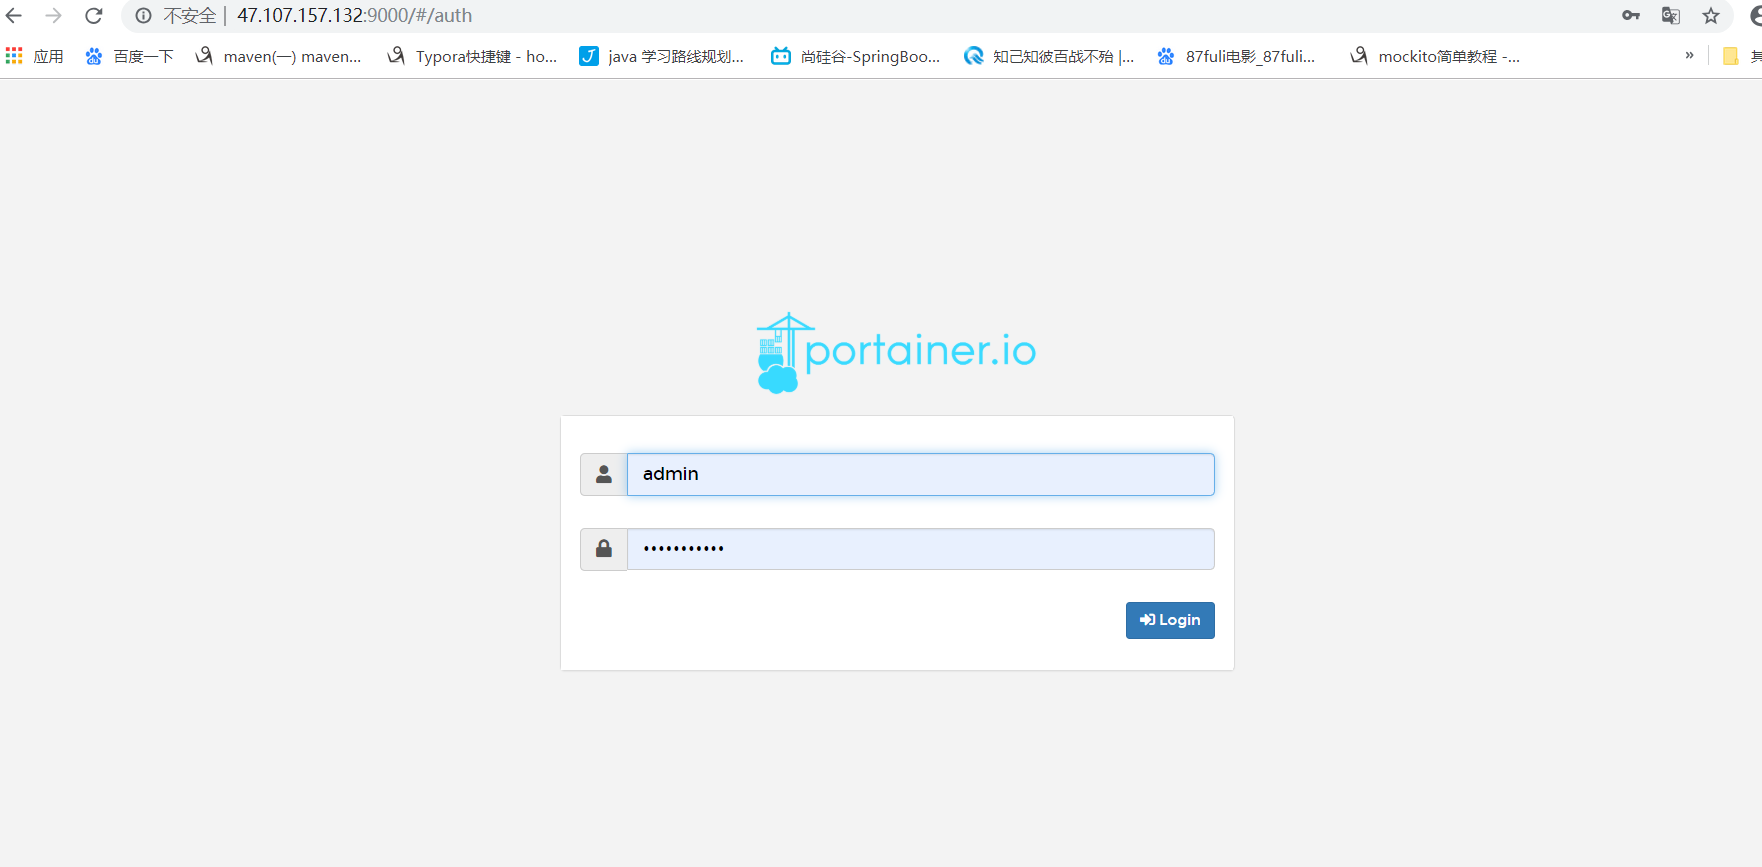 不安全 | 47.107.157.132:9000/#/auth
应用 百度一下 maven(一) maven... Typora快捷键 - ho... java 学习路线规划... 尚硅谷-SpringBoo... 知己知彼百战不殆 |... 87fuli电影_87fuli... mockito简单教程 -... »
portainer.io
admin
•••••••••••
Login